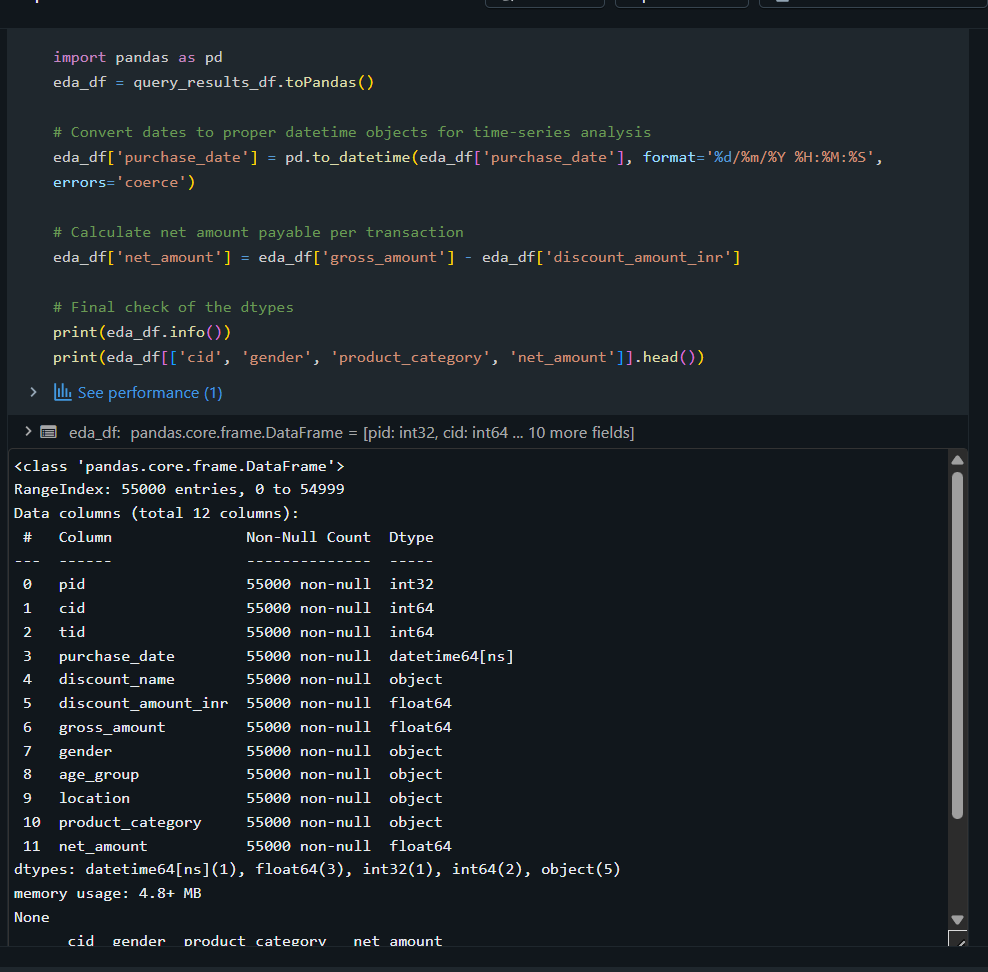 import pandas as pd
eda_df = query_results_df.toPandas()
# Convert dates to proper datetime objects for time-series analysis
eda_df['purchase_date'] = pd.to_datetime(eda_df['purchase_date'], format='%d/%m/%Y %H:%M:%S',
errors='coerce')
# Calculate net amount payable per transaction
eda_df['net_amount'] = eda_df['gross_amount'] - eda_df['discount_amount_inr']
# Final check of the dtypes
print(eda_df.info())
print(eda_df[['cid', 'gender', 'product_category', 'net_amount']].head())
See performance (1)
eda_df: pandas.core.frame.DataFrame = [pid: int32, cid: int64 ... 10 more fields]
<class 'pandas.core.frame.DataFrame'>
RangeIndex: 55000 entries, 0 to 54999
Data columns (total 12 columns):
 #   Column               Non-Null Count  Dtype
---  ------               --------------  -----
 0   pid                  55000 non-null  int32
 1   cid                  55000 non-null  int64
 2   tid                  55000 non-null  int64
 3   purchase_date        55000 non-null  datetime64[ns]
 4   discount_name        55000 non-null  object
 5   discount_amount_inr  55000 non-null  float64
 6   gross_amount         55000 non-null  float64
 7   gender               55000 non-null  object
 8   age_group            55000 non-null  object
 9   location             55000 non-null  object
 10  product_category     55000 non-null  object
 11  net_amount           55000 non-null  float64
dtypes: datetime64[ns](1), float64(3), int32(1), int64(2), object(5)
memory usage: 4.8+ MB
None
      cid  gender  product_category   net_amount